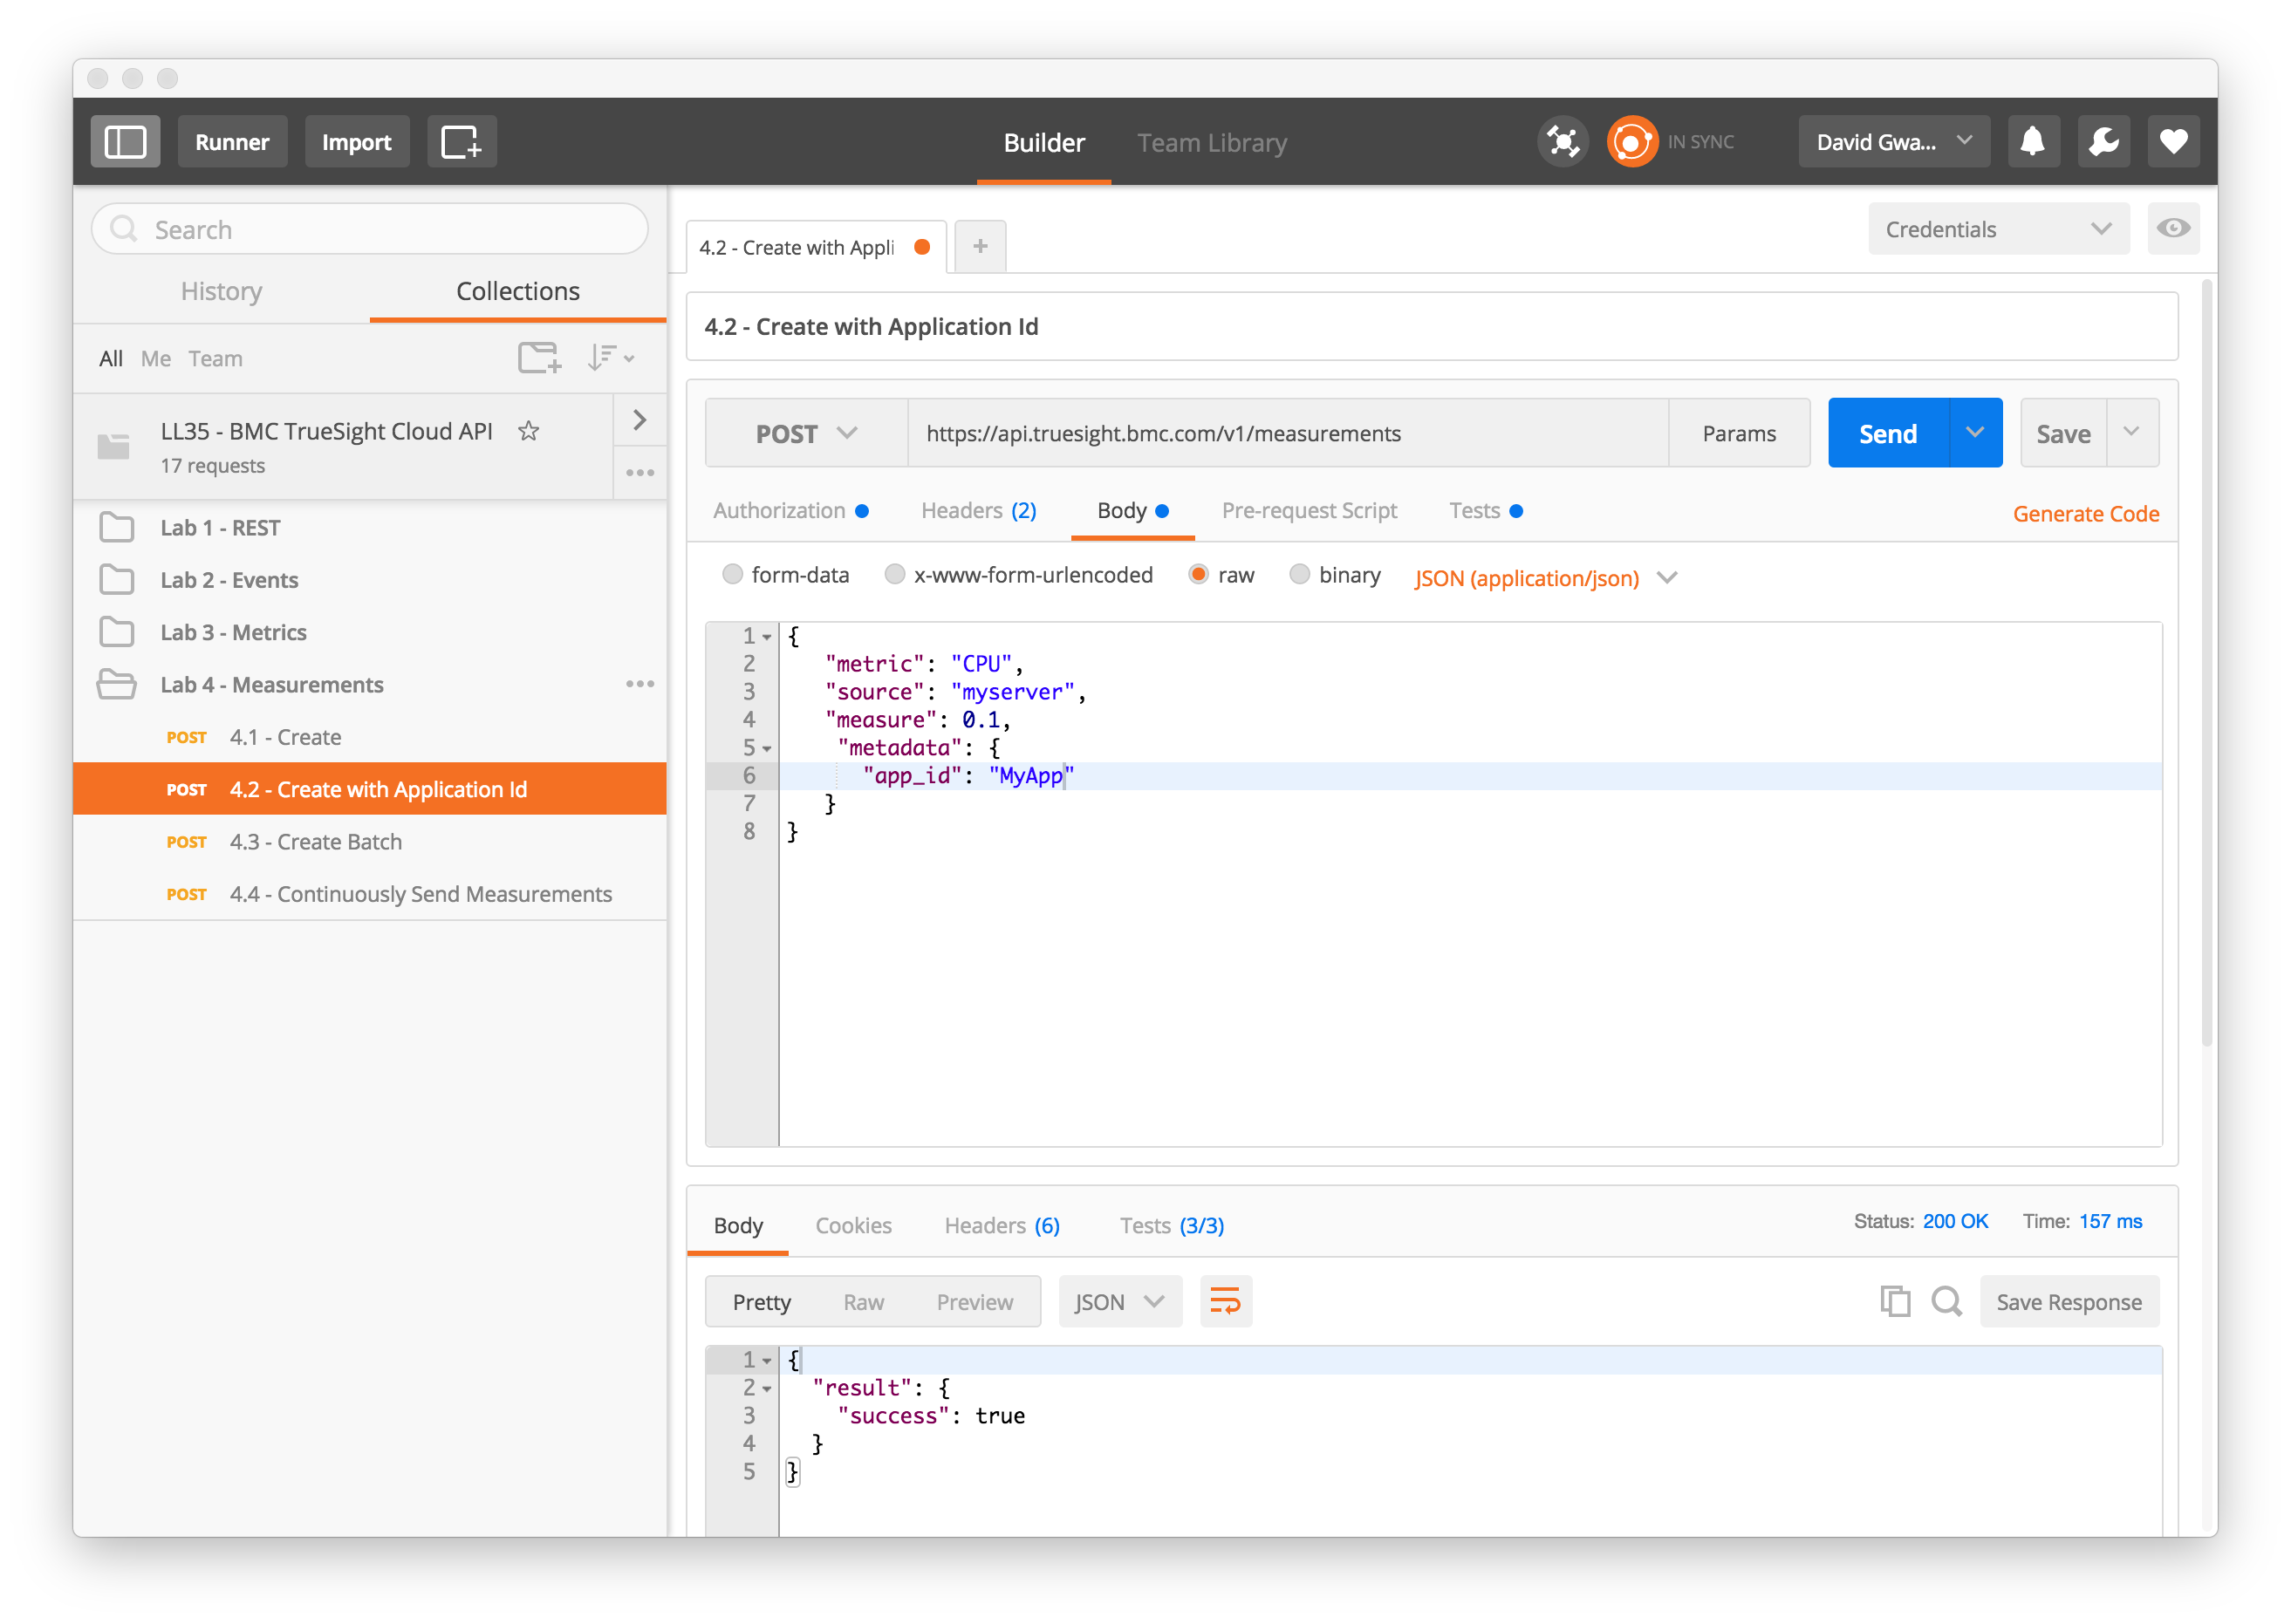 Runner Import Builder Team Library IN SYNC David Gwa...
Search
History Collections
All Me Team
LL35 - BMC TrueSight Cloud API
17 requests
Lab 1 - REST
Lab 2 - Events
Lab 3 - Metrics
Lab 4 - Measurements
POST 4.1 - Create
POST 4.2 - Create with Application Id
POST 4.3 - Create Batch
POST 4.4 - Continuously Send Measurements
4.2 - Create with Appli +
Credentials
4.2 - Create with Application Id
POST https://api.truesight.bmc.com/v1/measurements Params Send Save
Authorization Headers (2) Body Pre-request Script Tests Generate Code
form-data x-www-form-urlencoded raw binary JSON (application/json)
1 {
2 "metric": "CPU",
3 "source": "myserver",
4 "measure": 0.1,
5 "metadata": {
6 "app_id": "MyApp"
7 }
8 }
Body Cookies Headers (6) Tests (3/3) Status: 200 OK Time: 157 ms
Pretty Raw Preview JSON Save Response
1 {
2 "result": {
3 "success": true
4 }
5 }